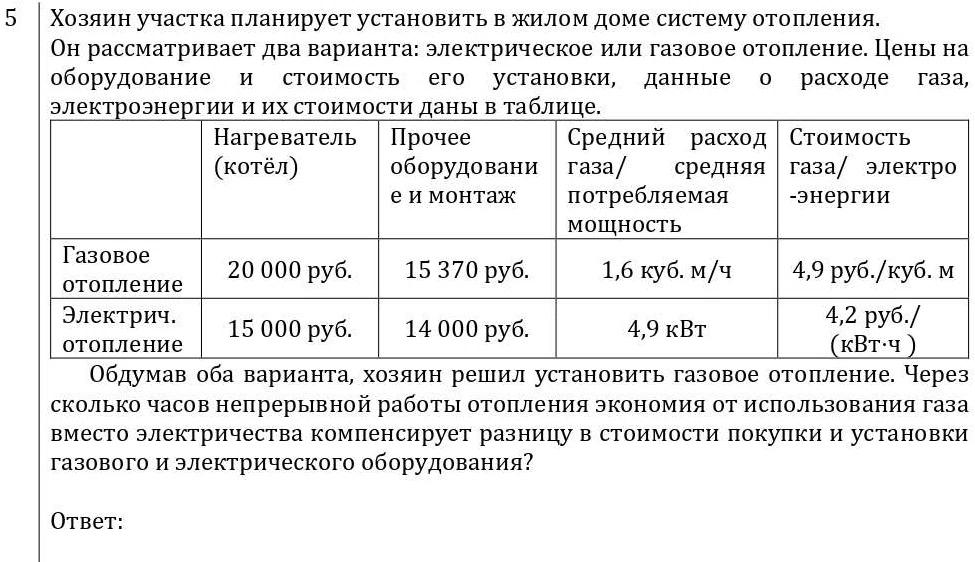 5
Хозяин участка планирует установить в жилом доме систему отопления.
Он рассматривает два варианта: электрическое или газовое отопление. Цены на
оборудование и стоимость его установки, данные о расходе газа,
электроэнергии и их стоимости даны в таблице.
Нагреватель (котёл)
Прочее оборудовани е и монтаж
Средний расход газа/ средняя потребляемая мощность
Стоимость газа/ электро -энергии
Газовое отопление
20 000 руб.
15 370 руб.
1,6 куб. м/ч
4,9 руб./куб. м
Электрич. отопление
15 000 руб.
14 000 руб.
4,9 кВт
4,2 руб./ (кВт·ч )
Обдумав оба варианта, хозяин решил установить газовое отопление. Через
сколько часов непрерывной работы отопления экономия от использования газа
вместо электричества компенсирует разницу в стоимости покупки и установки
газового и электрического оборудования?
Ответ: